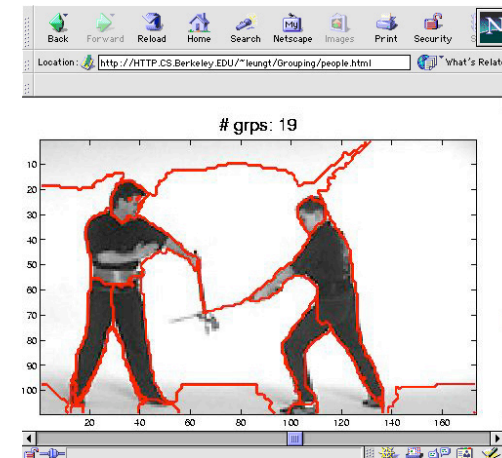 Back Forward Reload Home Search Netscape Images Print Security
Location: http://HTTP.CS.Berkeley.EDU/~leungt/Grouping/people.html What's Relate
# grps: 19
10
20
30
40
50
60
70
80
90
100
20 40 60 80 100 120 140 160